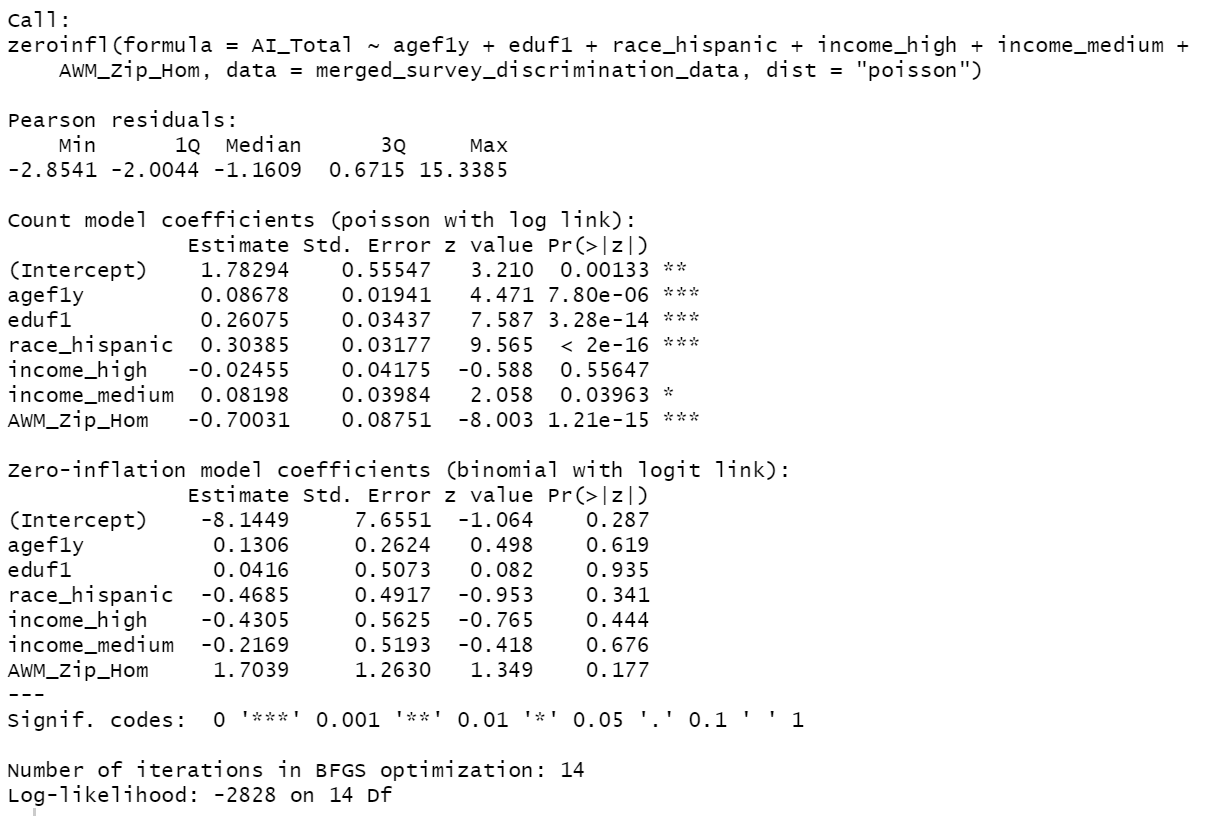 Call:
zeroinfl(formula = AI_Total ~ agef1y + eduf1 + race_hispanic + income_high + income_medium +
    AWM_Zip_Hom, data = merged_survey_discrimination_data, dist = "poisson")

Pearson residuals:
    Min      1Q  Median      3Q     Max
-2.8541 -2.0044 -1.1609  0.6715 15.3385

Count model coefficients (poisson with log link):
              Estimate Std. Error z value Pr(>|z|)
(Intercept)    1.78294    0.55547   3.210  0.00133 **
agef1y         0.08678    0.01941   4.471 7.80e-06 ***
eduf1          0.26075    0.03437   7.587 3.28e-14 ***
race_hispanic  0.30385    0.03177   9.565  < 2e-16 ***
income_high   -0.02455    0.04175  -0.588  0.55647
income_medium  0.08198    0.03984   2.058  0.03963 *
AWM_Zip_Hom   -0.70031    0.08751  -8.003 1.21e-15 ***

Zero-inflation model coefficients (binomial with logit link):
              Estimate Std. Error z value Pr(>|z|)
(Intercept)    -8.1449     7.6551  -1.064    0.287
agef1y          0.1306     0.2624   0.498    0.619
eduf1           0.0416     0.5073   0.082    0.935
race_hispanic  -0.4685     0.4917  -0.953    0.341
income_high    -0.4305     0.5625  -0.765    0.444
income_medium  -0.2169     0.5193  -0.418    0.676
AWM_Zip_Hom     1.7039     1.2630   1.349    0.177
---
Signif. codes:  0 '***' 0.001 '**' 0.01 '*' 0.05 '.' 0.1 ' ' 1

Number of iterations in BFGS optimization: 14
Log-likelihood: -2828 on 14 Df